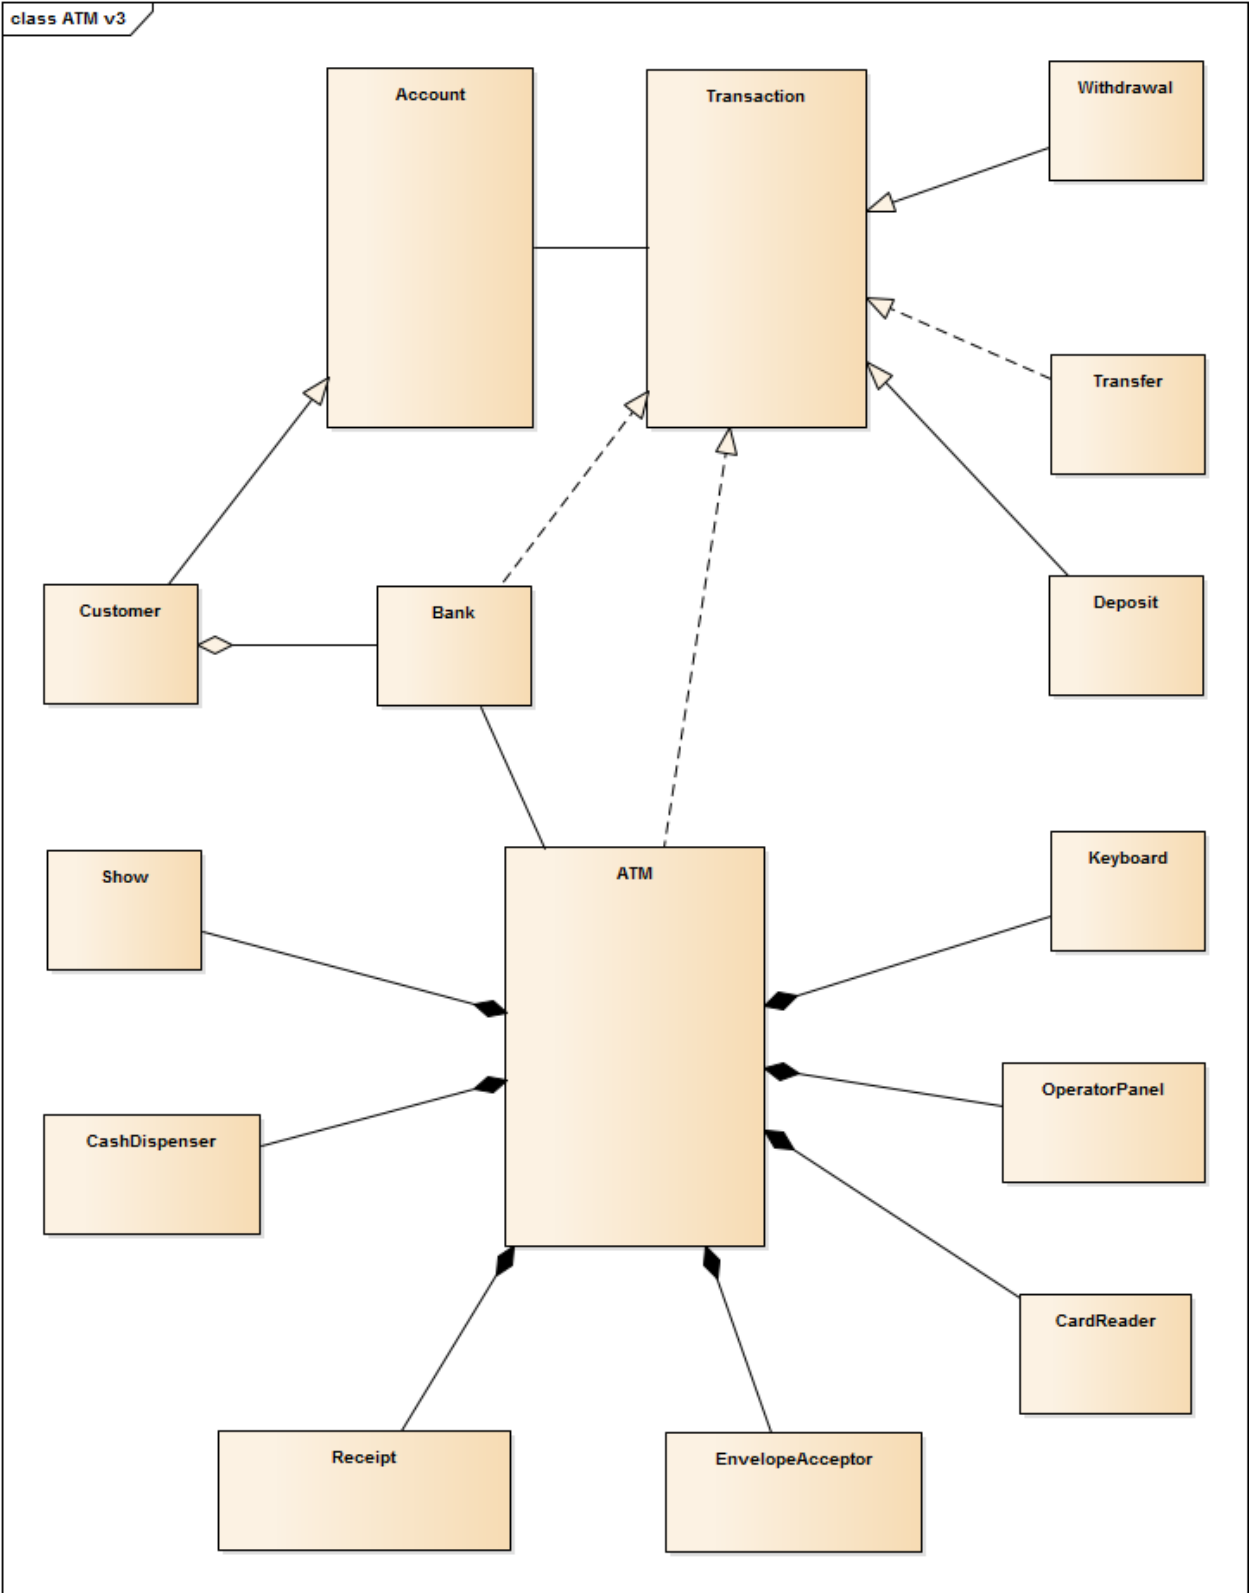 class ATM v3
Account
Transaction
Withdrawal
Transfer
Customer
Bank
Deposit
Show
ATM
Keyboard
OperatorPanel
CashDispenser
CardReader
Receipt
EnvelopeAcceptor